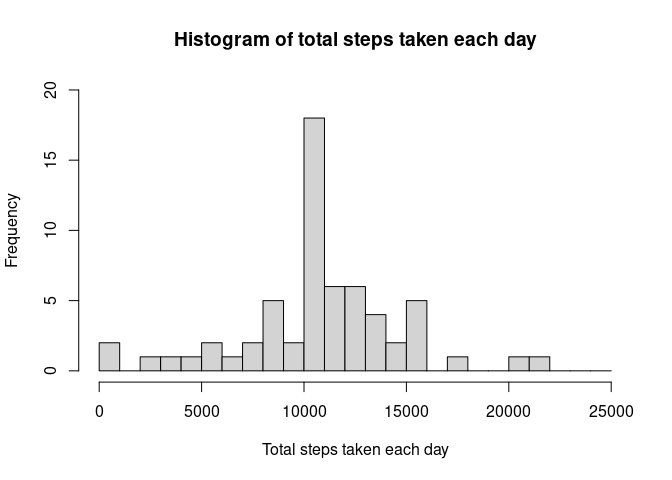 Histogram of total steps taken each day
Frequency
20
15
10
5
0
0 5000 10000 15000 20000 25000
Total steps taken each day